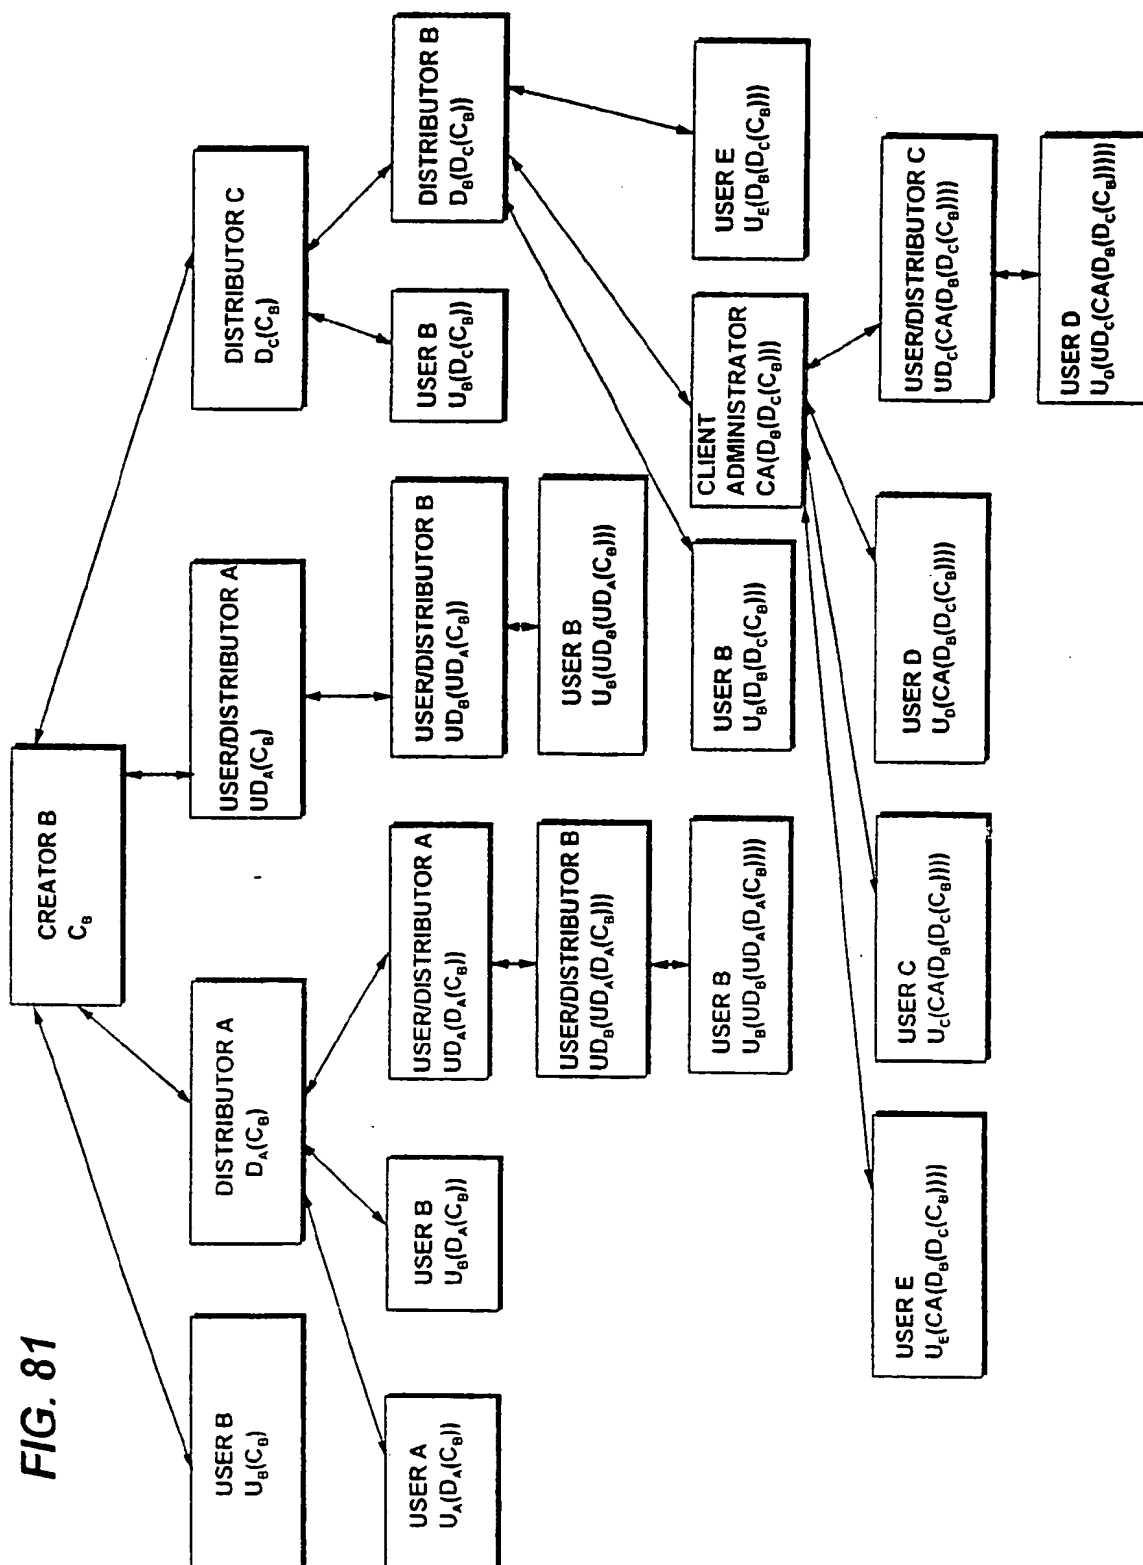 FIG. 81
CREATOR B
C_B
USER B
U_B(C_B)
DISTRIBUTOR A
D_A(C_B)
USER/DISTRIBUTOR A
UD_A(C_B)
DISTRIBUTOR C
D_C(C_B)
USER A
U_A(D_A(C_B))
USER B
U_B(D_A(C_B))
USER/DISTRIBUTOR A
UD_A(D_A(C_B))
USER/DISTRIBUTOR B
UD_B(UD_A(C_B))
USER B
U_B(D_C(C_B))
DISTRIBUTOR B
D_B(D_C(C_B))
USER/DISTRIBUTOR B
UD_B(UD_A(D_A(C_B)))
USER B
U_B(UD_B(UD_A(C_B)))
USER B
U_B(UD_B(UD_A(D_A(C_B)))))
USER B
U_B(D_B(D_C(C_B)))
CLIENT
ADMINISTRATOR
CA(D_B(D_C(C_B)))
USER E
U_E(D_B(D_C(C_B)))
USER E
U_E(CA(D_B(D_C(C_B))))
USER C
U_C(CA(D_B(D_C(C_B))))
USER D
U_D(CA(D_B(D_C(C_B))))
USER/DISTRIBUTOR C
UD_C(CA(D_B(D_C(C_B))))
USER D
U_D(UD_C(CA(D_B(D_C(C_B)))))